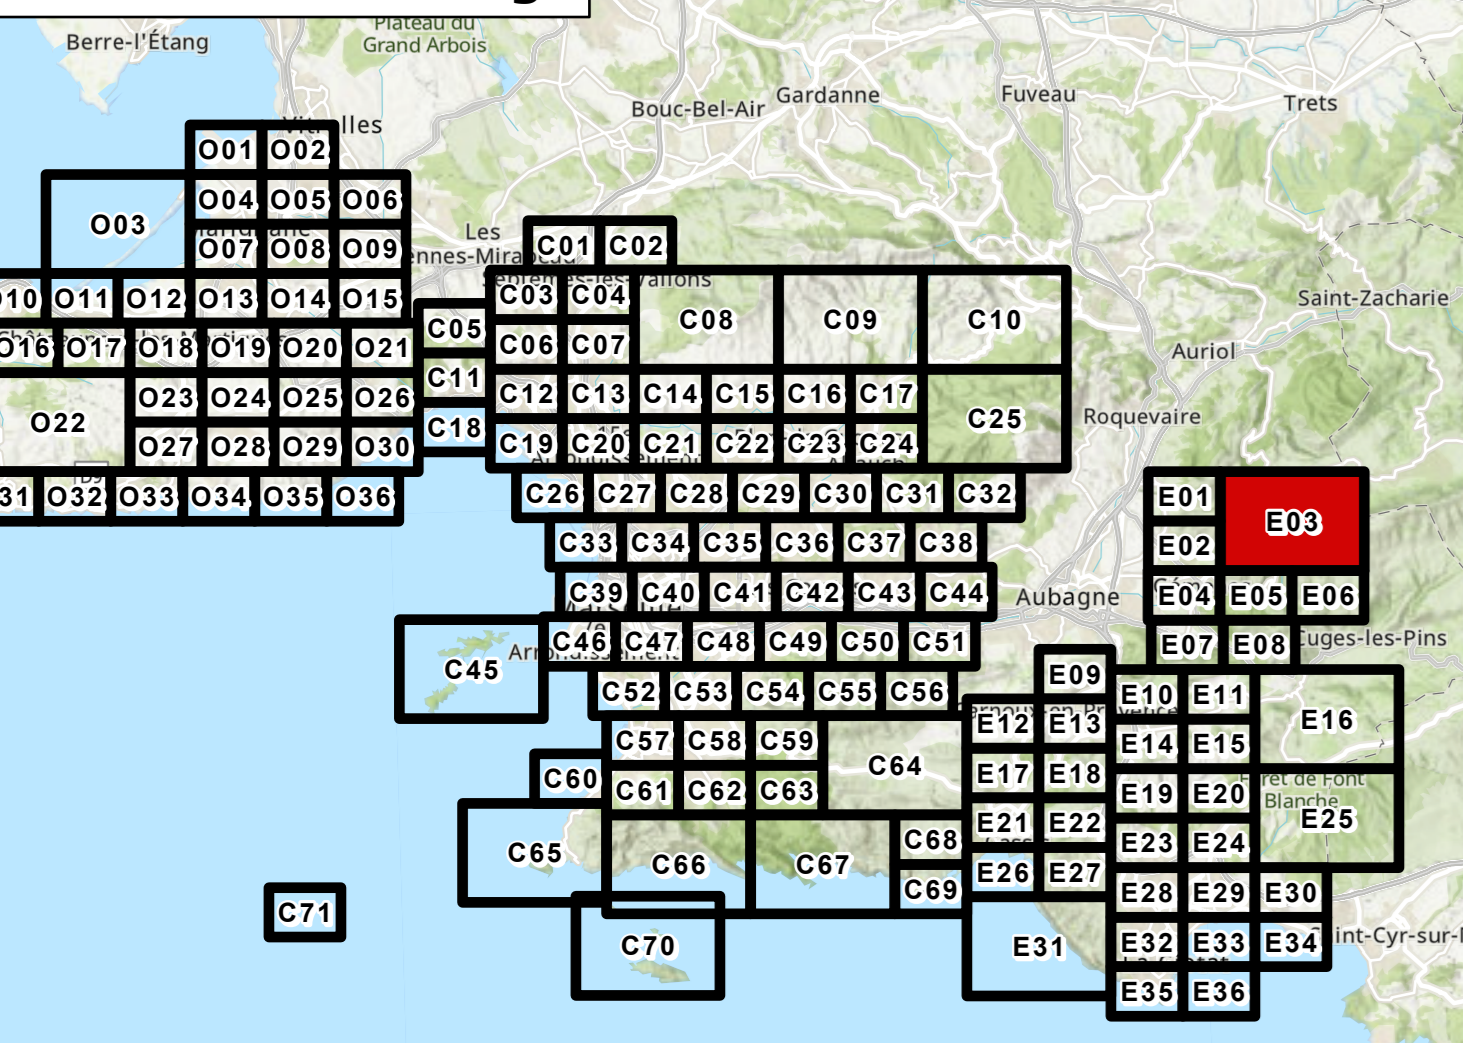 Plateau du
Grand Arbois
Berre-l'Étang
Bouc-Bel-Air
Gardanne
Fuveau
Trets
O01 O02
O03
O04 O05 O06
O07 O08 O09
Les
C01 C02
Septèmes-les-Vallons
O11 O12 O13 O14 O15
C03 C04
C08 C09 C10
Saint-Zacharie
C05
C06 C07
O16 O17 O18 O19 O20 O21
Auriol
C11
O22
O23 O24 O25 O26
C12 C13 C14 C15 C16 C17
C25
Roquevaire
C18
O27 O28 O29 O30
C19 C20 C21 C22 C23 C24
O32 O33 O34 O35 O36
C26 C27 C28 C29 C30 C31 C32
E01
E03
E02
C33 C34 C35 C36 C37 C38
C39 C40 C41 C42 C43 C44
Aubagne
E04 E05 E06
C45
C46 C47 C48 C49 C50 C51
E07 E08
Cuges-les-Pins
E09
C52 C53 C54 C55 C56
E10 E11
E16
E12 E13
C57 C58 C59
C64
E14 E15
C60
C61 C62 C63
E17 E18
E19 E20
Forêt de Font
Blanche
E25
E21 E22
C65
C66 C67
C68
E23 E24
C69
E26 E27
E28 E29 E30
C71
C70
E31
E32 E33 E34
E35 E36